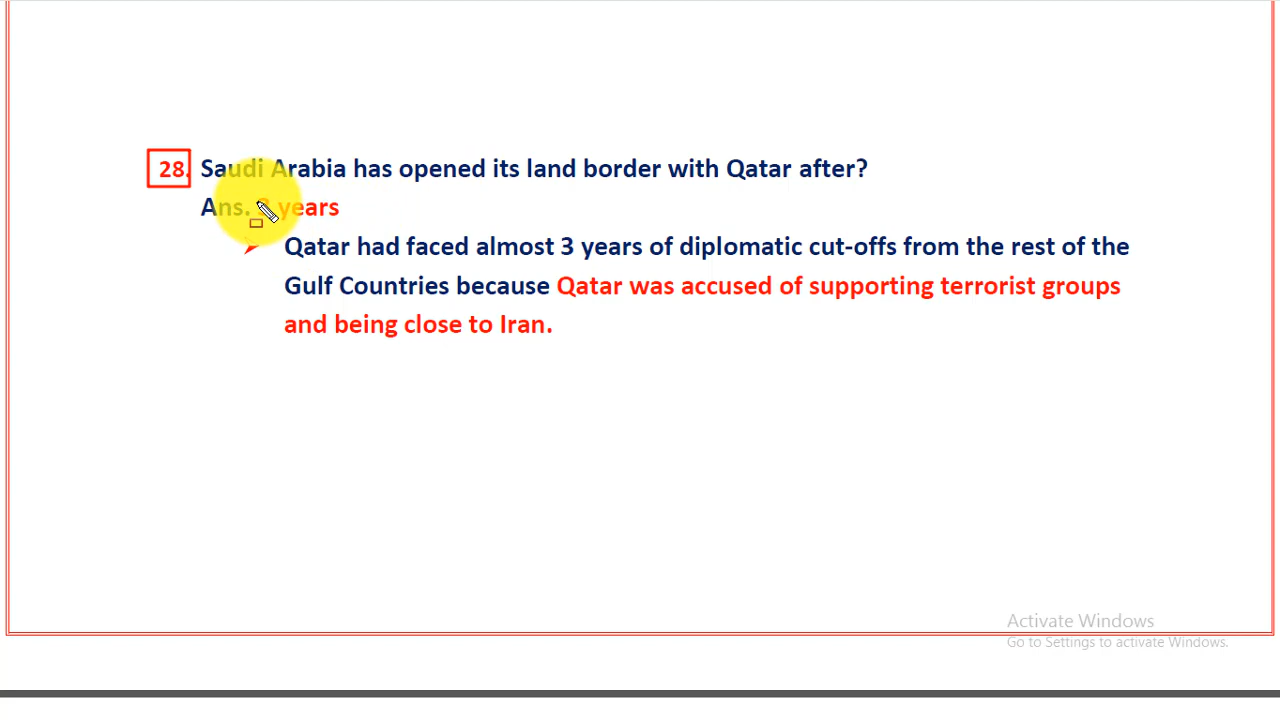 28. Saudi Arabia has opened its land border with Qatar after?
Ans. 3 years
Qatar had faced almost 3 years of diplomatic cut-offs from the rest of the
Gulf Countries because Qatar was accused of supporting terrorist groups
and being close to Iran.
Activate Windows
Go to Settings to activate Windows.